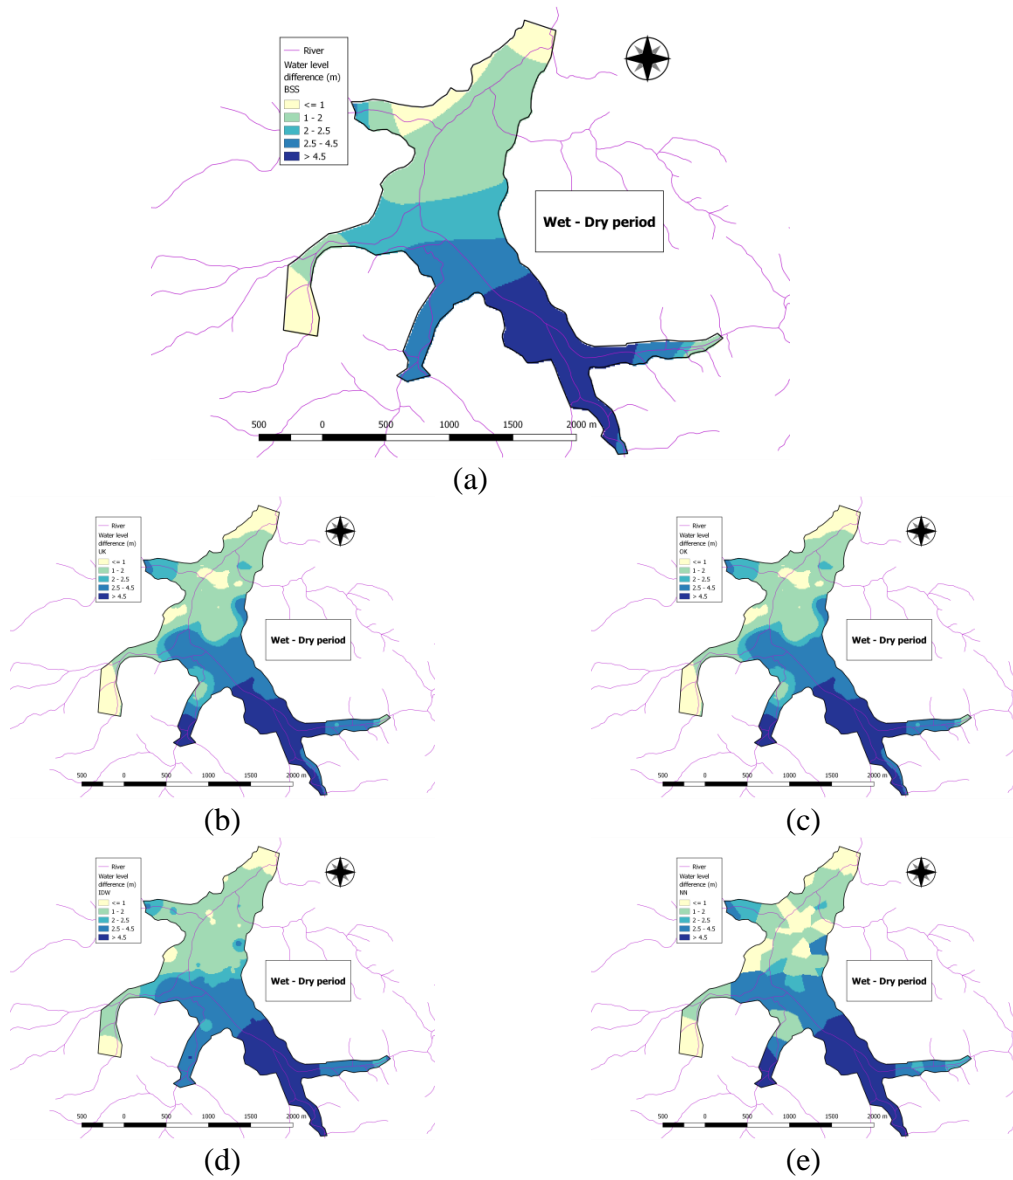 River
Water level
difference (m)
BSS
<= 1
1 - 2
2 - 2.5
2.5 - 4.5
> 4.5
Wet - Dry period
500 0 500 1000 1500 2000 m
(a)
River
Water level
difference (m)
UK
<= 1
1 - 2
2 - 2.5
2.5 - 4.5
> 4.5
Wet - Dry period
500 0 500 1000 1500 2000 m
(b)
River
Water level
difference (m)
OK
<= 1
1 - 2
2 - 2.5
2.5 - 4.5
> 4.5
Wet - Dry period
500 0 500 1000 1500 2000 m
(c)
River
Water level
difference (m)
IDW
<= 1
1 - 2
2 - 2.5
2.5 - 4.5
> 4.5
Wet - Dry period
500 0 500 1000 1500 2000 m
(d)
River
Water level
difference (m)
NN
<= 1
1 - 2
2 - 2.5
2.5 - 4.5
> 4.5
Wet - Dry period
500 0 500 1000 1500 2000 m
(e)